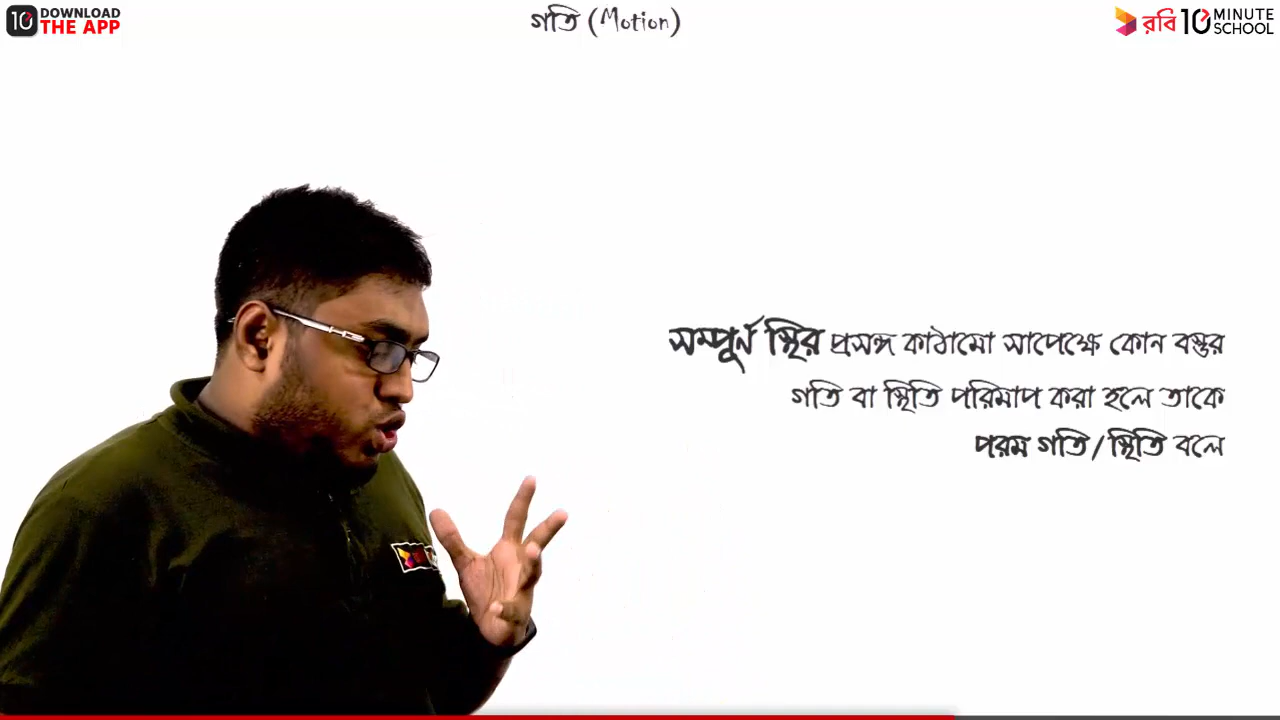 10 DOWNLOAD THE APP
গতি (Motion)
রবি 10 MINUTE SCHOOL
সম্পূর্ন স্থির প্রসঙ্গ কাঠামো সাপেক্ষে কোন বস্তুর
গতি বা স্থিতি পরিমাপ করা হলে তাকে
পরম গতি/স্থিতি বলে